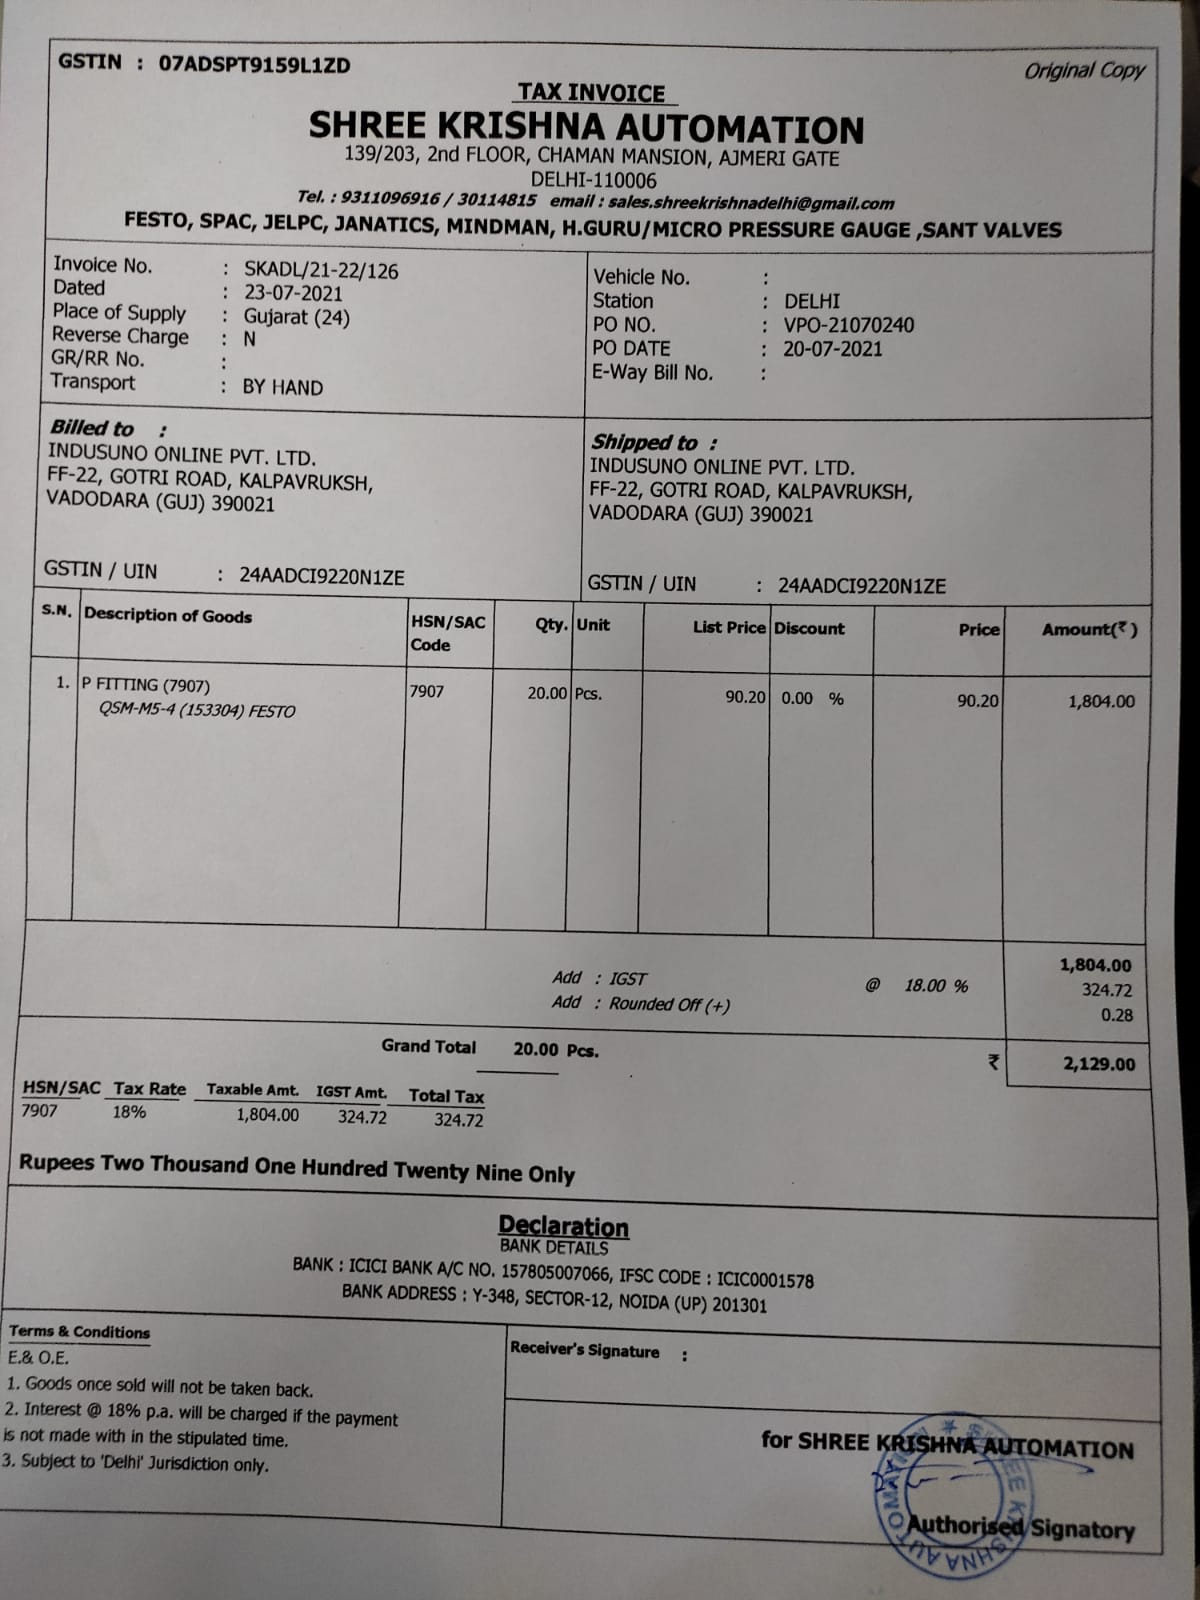 GSTIN : 07ADSPT9159L1ZD
Original Copy
TAX INVOICE
SHREE KRISHNA AUTOMATION
139/203, 2nd FLOOR, CHAMAN MANSION, AJMERI GATE
DELHI-110006
Tel. : 9311096916 / 30114815 email : sales.shreekrishnadelhi@gmail.com
FESTO, SPAC, JELPC, JANATICS, MINDMAN, H.GURU/MICRO PRESSURE GAUGE ,SANT VALVES
Invoice No. : SKADL/21-22/126
Dated : 23-07-2021
Place of Supply : Gujarat (24)
Reverse Charge : N
GR/RR No. :
Transport : BY HAND
Vehicle No. :
Station : DELHI
PO NO. : VPO-21070240
PO DATE : 20-07-2021
E-Way Bill No. :
Billed to :
INDUSUNO ONLINE PVT. LTD.
FF-22, GOTRI ROAD, KALPAVRUKSH,
VADODARA (GUJ) 390021
GSTIN / UIN : 24AADCI9220N1ZE
Shipped to :
INDUSUNO ONLINE PVT. LTD.
FF-22, GOTRI ROAD, KALPAVRUKSH,
VADODARA (GUJ) 390021
GSTIN / UIN : 24AADCI9220N1ZE
S.N. Description of Goods HSN/SAC Code Qty. Unit List Price Discount Price Amount(₹)
1. P FITTING (7907) 7907 20.00 Pcs. 90.20 0.00 % 90.20 1,804.00
QSM-M5-4 (153304) FESTO
1,804.00
Add : IGST @ 18.00 % 324.72
Add : Rounded Off (+) 0.28
Grand Total 20.00 Pcs. ₹ 2,129.00
HSN/SAC Tax Rate Taxable Amt. IGST Amt. Total Tax
7907 18% 1,804.00 324.72 324.72
Rupees Two Thousand One Hundred Twenty Nine Only
Declaration
BANK DETAILS
BANK : ICICI BANK A/C NO. 157805007066, IFSC CODE : ICIC0001578
BANK ADDRESS : Y-348, SECTOR-12, NOIDA (UP) 201301
Terms & Conditions
E.& O.E.
1. Goods once sold will not be taken back.
2. Interest @ 18% p.a. will be charged if the payment
is not made with in the stipulated time.
3. Subject to 'Delhi' Jurisdiction only.
Receiver's Signature :
for SHREE KRISHNA AUTOMATION
Authorised Signatory
SHREE KRISHNA AUTOMATION